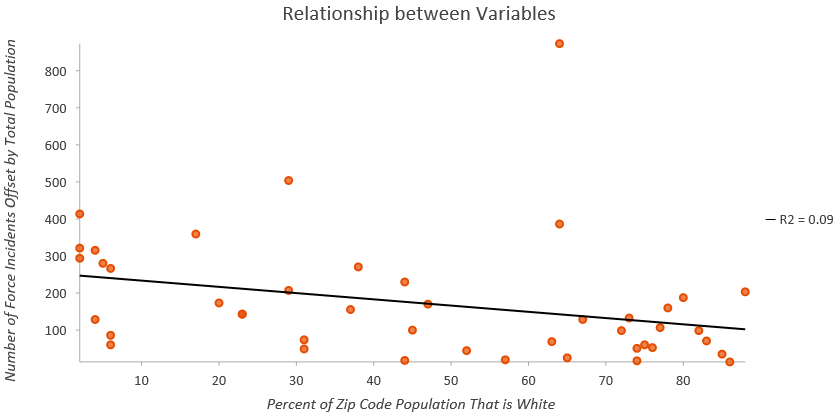 Relationship between Variables
Number of Force Incidents Offset by Total Population
800
700
600
500
400
300
200
100
R2 = 0.09
10 20 30 40 50 60 70 80
Percent of Zip Code Population That is White